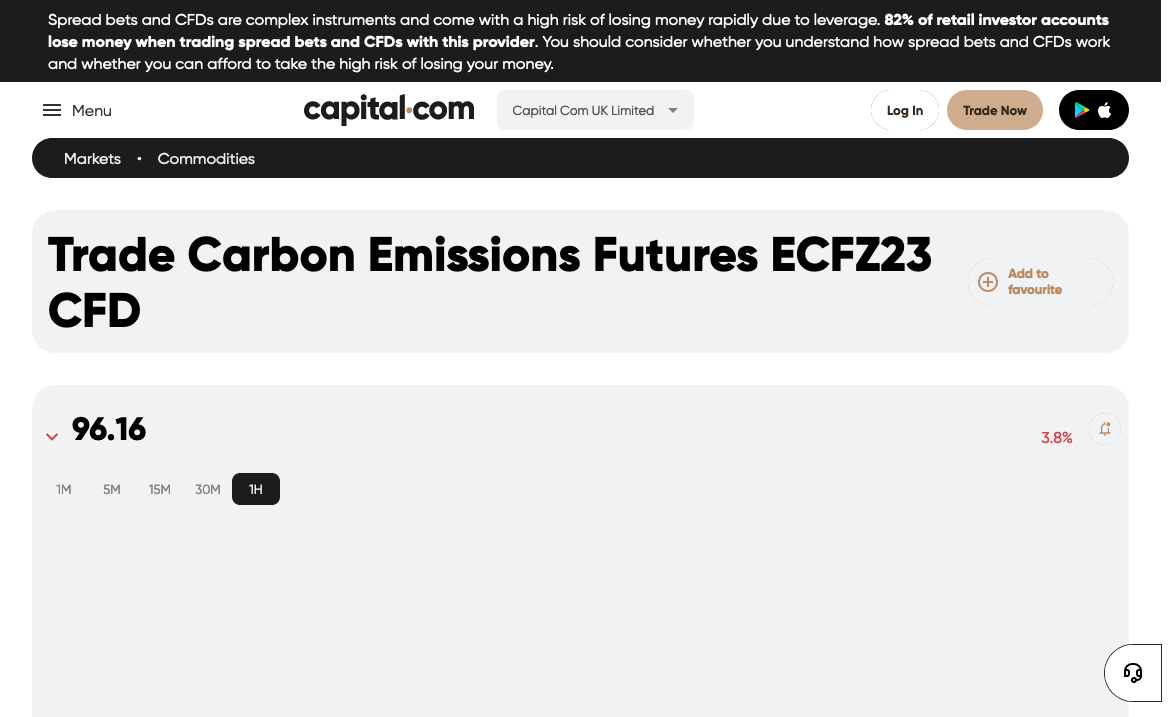 Spread bets and CFDs are complex instruments and come with a high risk of losing money rapidly due to leverage. 82% of retail investor accounts
lose money when trading spread bets and CFDs with this provider. You should consider whether you understand how spread bets and CFDs work
and whether you can afford to take the high risk of losing your money.
Menu
capital.com
Capital Com UK Limited
Log In
Trade Now
Markets • Commodities
Trade Carbon Emissions Futures ECFZ23
CFD
Add to
favourite
96.16
3.8%
1M 5M 15M 30M 1H